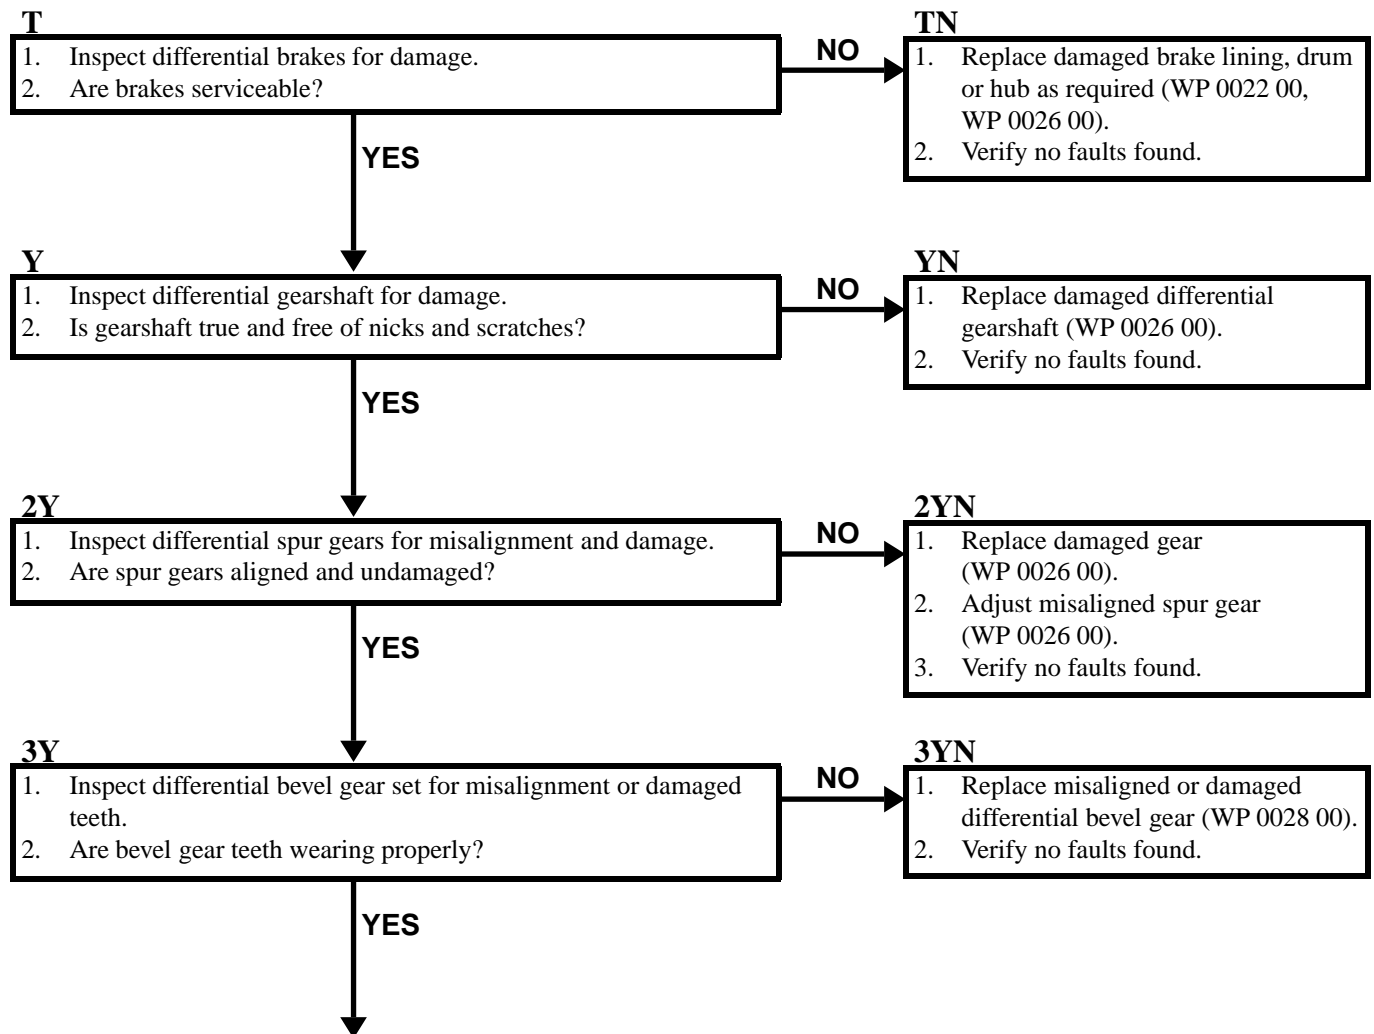 T
1. Inspect differential brakes for damage.
2. Are brakes serviceable?
NO
TN
1. Replace damaged brake lining, drum
or hub as required (WP 0022 00,
WP 0026 00).
2. Verify no faults found.
YES
Y
1. Inspect differential gearshaft for damage.
2. Is gearshaft true and free of nicks and scratches?
NO
YN
1. Replace damaged differential
gearshaft (WP 0026 00).
2. Verify no faults found.
YES
2Y
1. Inspect differential spur gears for misalignment and damage.
2. Are spur gears aligned and undamaged?
NO
2YN
1. Replace damaged gear
(WP 0026 00).
2. Adjust misaligned spur gear
(WP 0026 00).
3. Verify no faults found.
YES
3Y
1. Inspect differential bevel gear set for misalignment or damaged
teeth.
2. Are bevel gear teeth wearing properly?
NO
3YN
1. Replace misaligned or damaged
differential bevel gear (WP 0028 00).
2. Verify no faults found.
YES